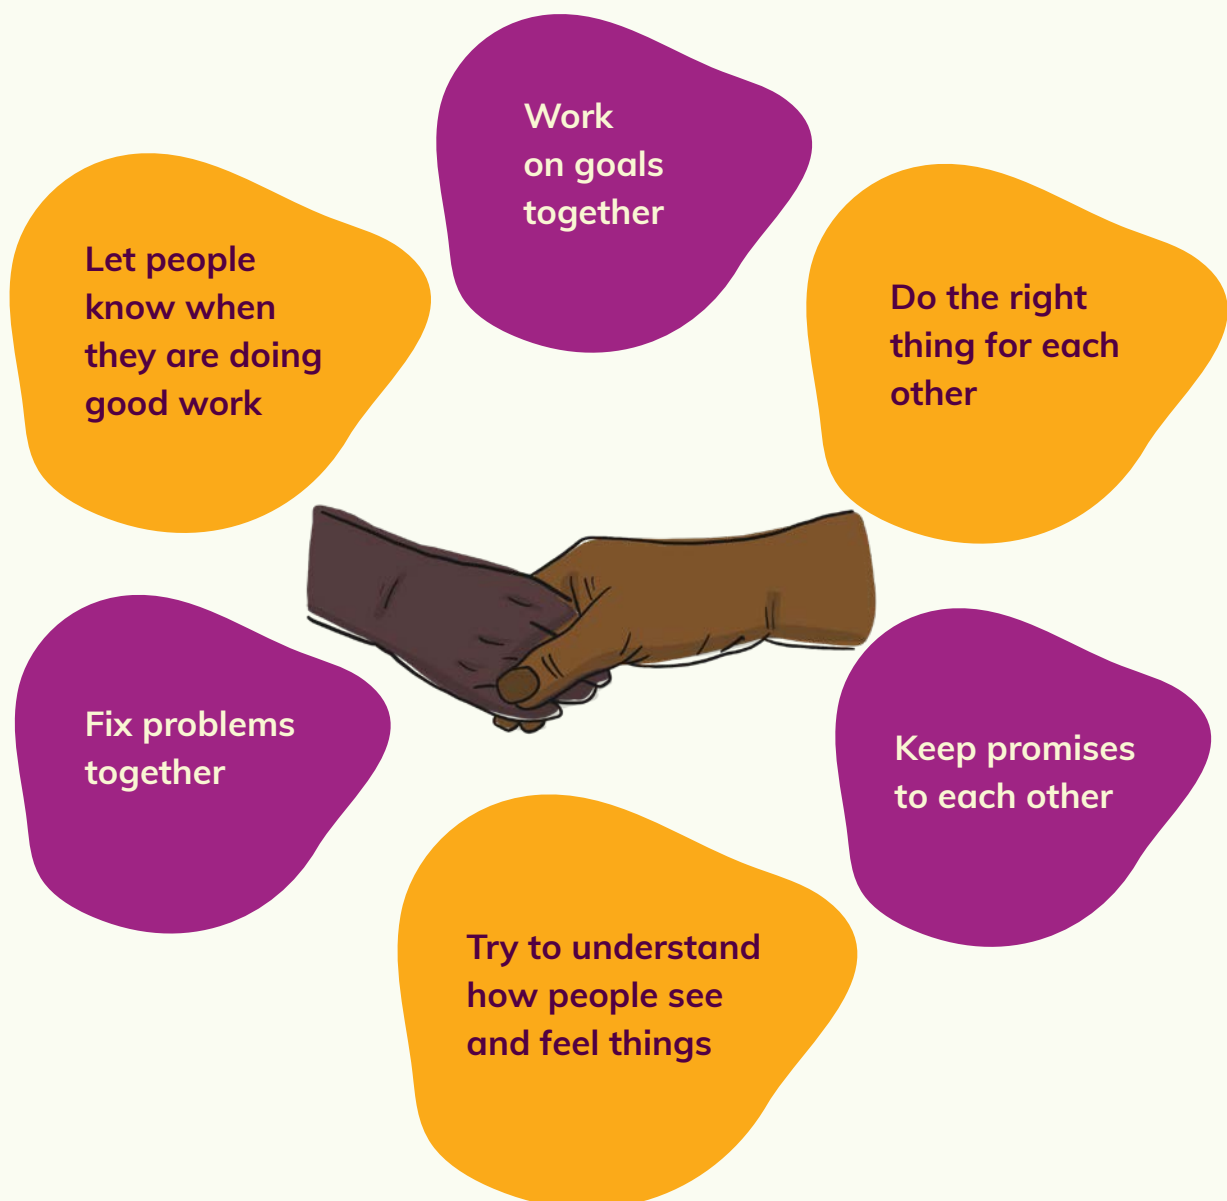 Work
on goals
together
Let people
know when
they are doing
good work
Do the right
thing for each
other
Fix problems
together
Keep promises
to each other
Try to understand
how people see
and feel things